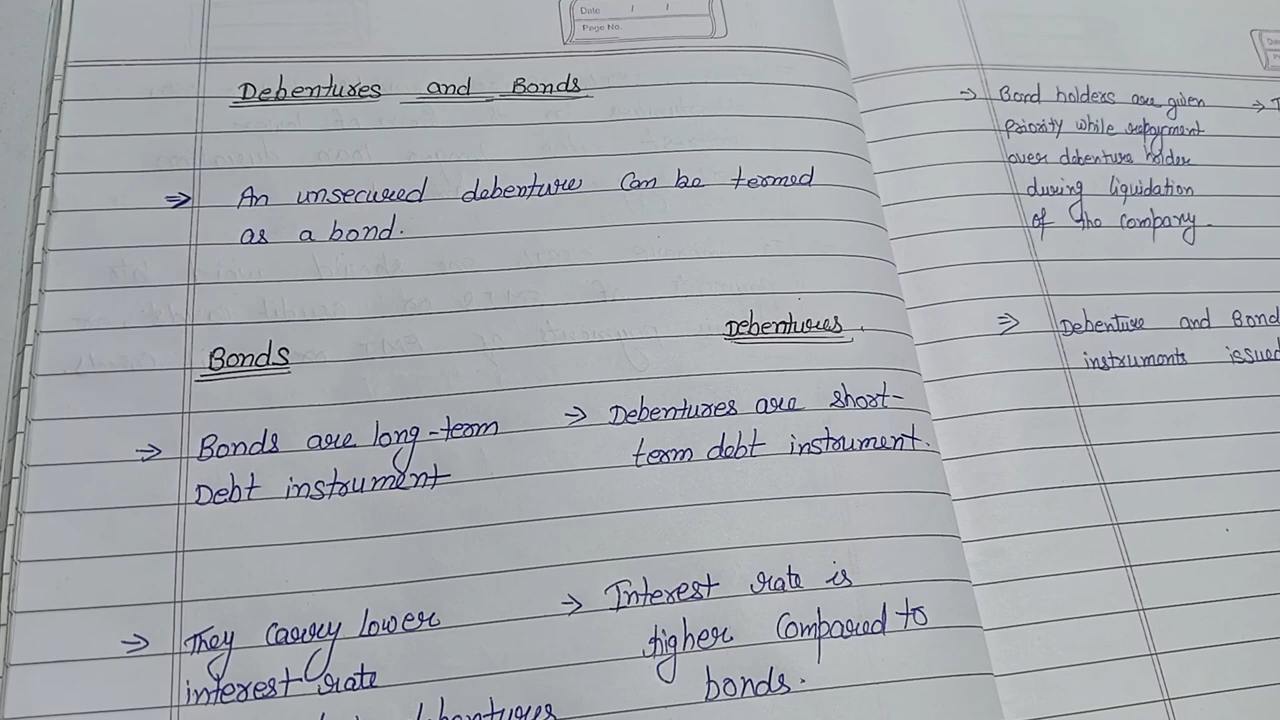 Date / /
Page No.
Debentures and Bonds
⇒ An unsecured debenture can be termed
as a bond.
Bonds
Debentures.
⇒ Bonds are long-term
Debt instrument
⇒ Debentures are short-
term debt instrument.
⇒ They carry lower
interest rate
⇒ Interest rate is
higher compared to
bonds.
debentures
⇒ Bond holders are given
priority while repayment
over debenture holder
during liquidation
of the company.
⇒ Debenture and Bond
instruments issued